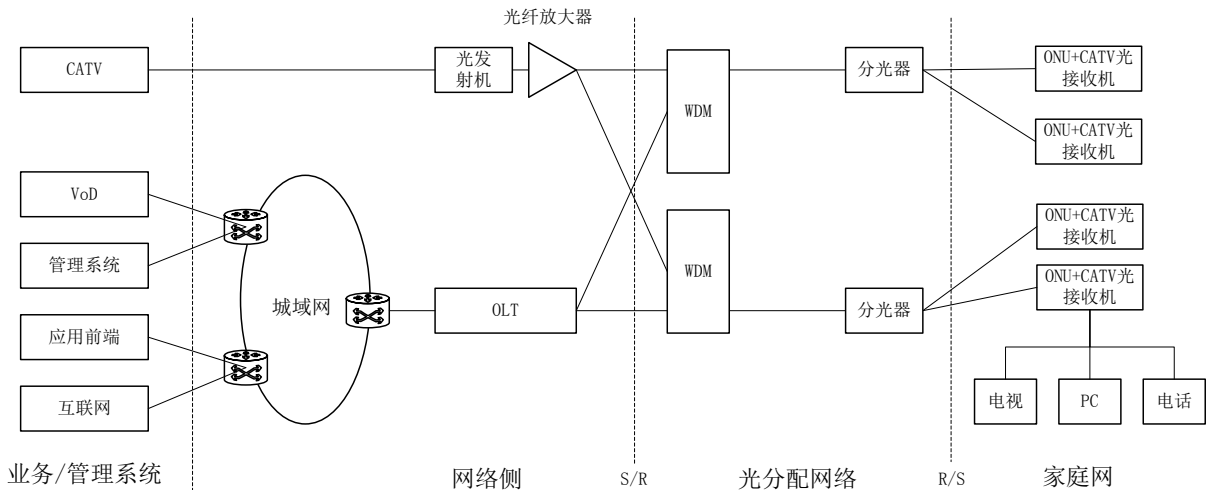 光纤放大器
CATV
光发
射机
WDM
分光器
ONU+CATV光
接收机
ONU+CATV光
接收机
VoD
管理系统
城域网
应用前端
互联网
OLT
WDM
分光器
ONU+CATV光
接收机
ONU+CATV光
接收机
电视
PC
电话
业务/管理系统
网络侧
S/R
光分配网络
R/S
家庭网